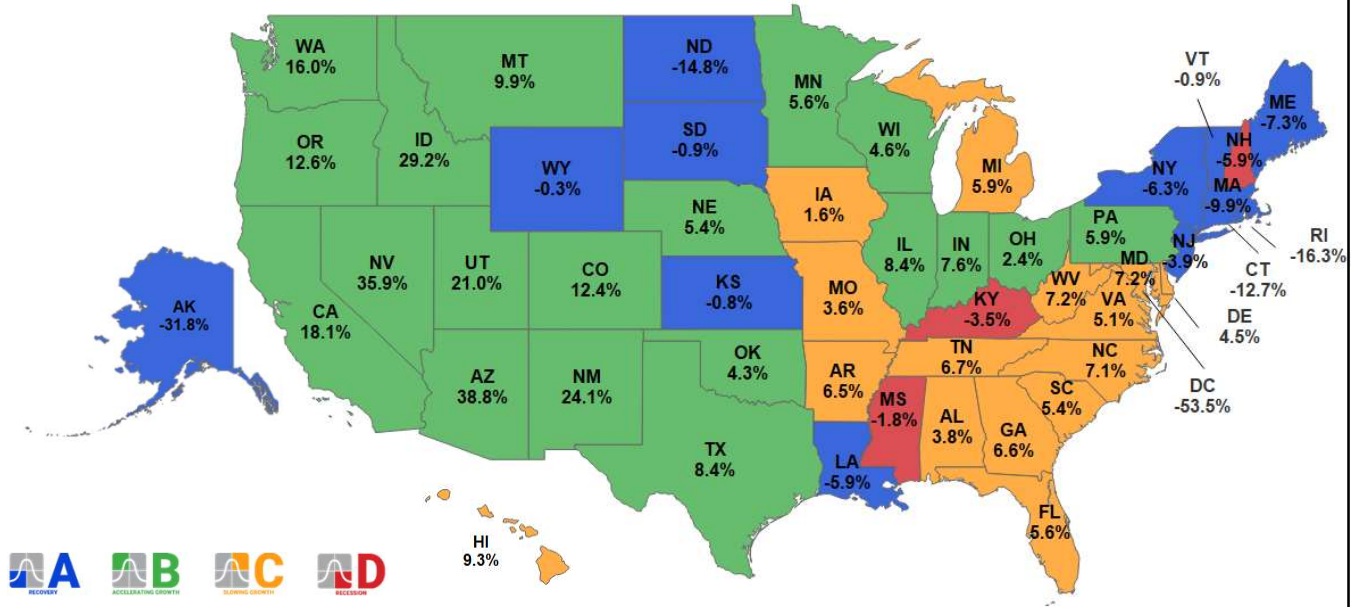 WA
16.0%
MT
9.9%
ND
-14.8%
MN
5.6%
VT
-0.9%
ME
-7.3%
OR
12.6%
ID
29.2%
WY
-0.3%
SD
-0.9%
WI
4.6%
MI
5.9%
NY
-6.3%
NH
-5.9%
MA
-9.9%
RI
-16.3%
CT
-12.7%
NE
5.4%
IA
1.6%
IL
8.4%
IN
7.6%
OH
2.4%
PA
5.9%
NJ
-3.9%
MD
7.2%
DE
4.5%
DC
-53.5%
AK
-31.8%
CA
18.1%
NV
35.9%
UT
21.0%
CO
12.4%
KS
-0.8%
MO
3.6%
KY
-3.5%
WV
7.2%
VA
5.1%
AZ
38.8%
NM
24.1%
OK
4.3%
AR
6.5%
TN
6.7%
NC
7.1%
SC
5.4%
TX
8.4%
LA
-5.9%
MS
-1.8%
AL
3.8%
GA
6.6%
FL
5.6%
HI
9.3%
A
RECOVERY
B
ACCELERATING GROWTH
C
SLOWING GROWTH
D
RECESSION